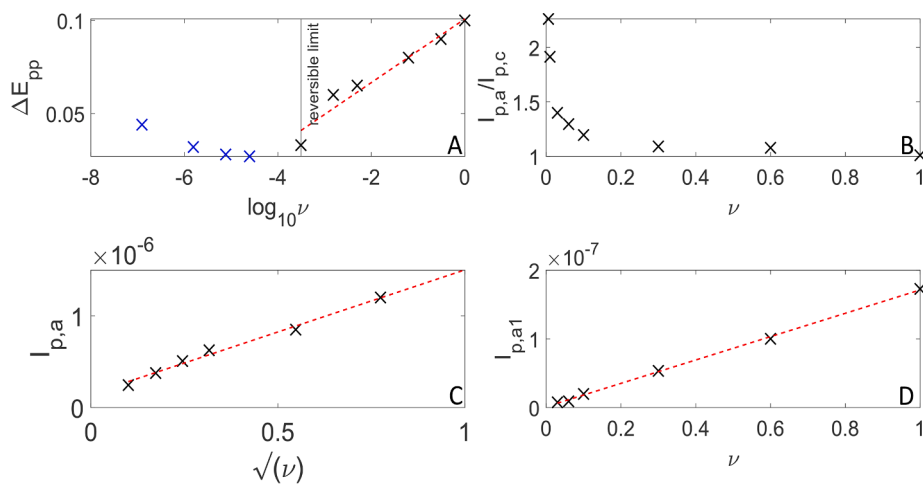 0.1
0.05
ΔE_pp
reversible limit
A
-8 -6 -4 -2 0
log_10 ν
2
1.5
1
I_p,a/I_p,c
B
0 0.2 0.4 0.6 0.8 1
ν
×10^-6
1
0
I_p,a
C
0 0.5 1
√(ν)
×10^-7
2
1
0
I_p,a1
D
0 0.2 0.4 0.6 0.8 1
ν